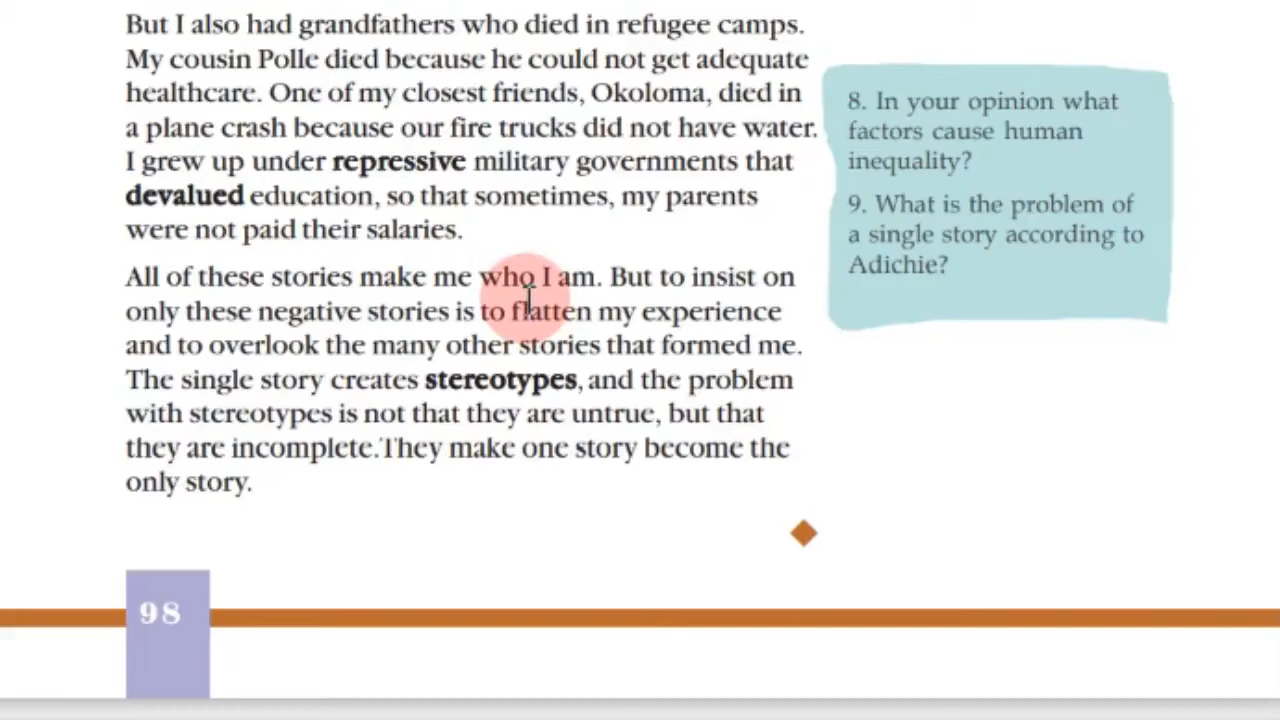 But I also had grandfathers who died in refugee camps.
My cousin Polle died because he could not get adequate
healthcare. One of my closest friends, Okoloma, died in
a plane crash because our fire trucks did not have water.
I grew up under repressive military governments that
devalued education, so that sometimes, my parents
were not paid their salaries.
All of these stories make me who I am. But to insist on
only these negative stories is to flatten my experience
and to overlook the many other stories that formed me.
The single story creates stereotypes, and the problem
with stereotypes is not that they are untrue, but that
they are incomplete. They make one story become the
only story.
8. In your opinion what
factors cause human
inequality?
9. What is the problem of
a single story according to
Adichie?
98